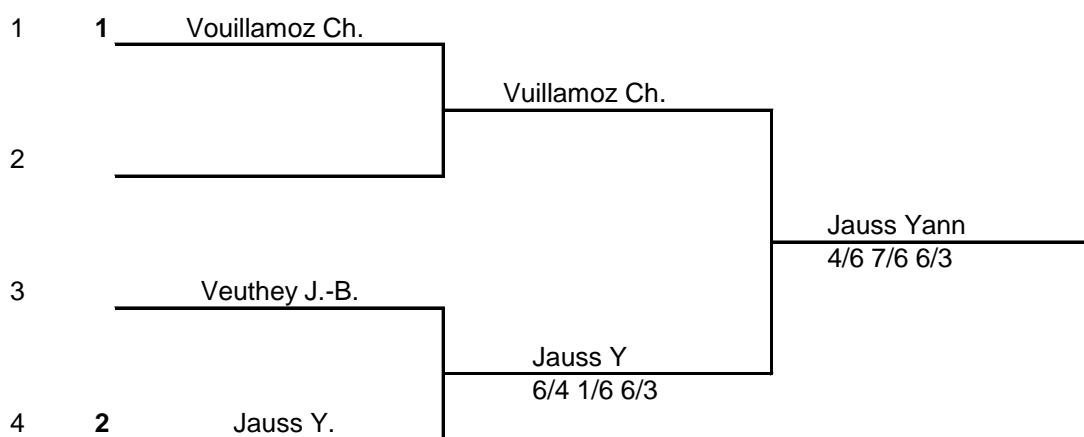 1 1 Vouillamoz Ch.
Vuillamoz Ch.
2
Jauss Yann
4/6 7/6 6/3
3 Veuthey J.-B.
Jauss Y
6/4 1/6 6/3
4 2 Jauss Y.